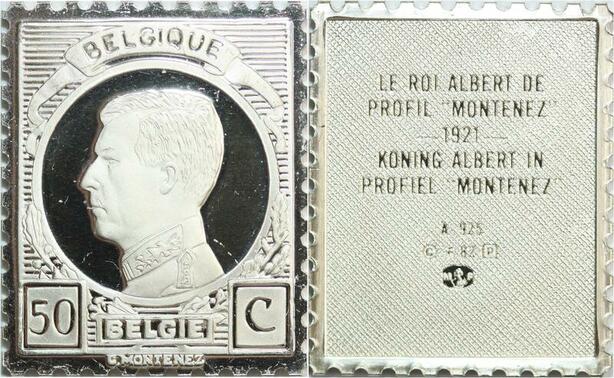 BELGIQUE
50
BELGIE
C
G.MONTENEZ
LE ROI ALBERT DE
PROFIL "MONTENEZ"
1921
KONING ALBERT IN
PROFIEL "MONTENEZ"
A 925